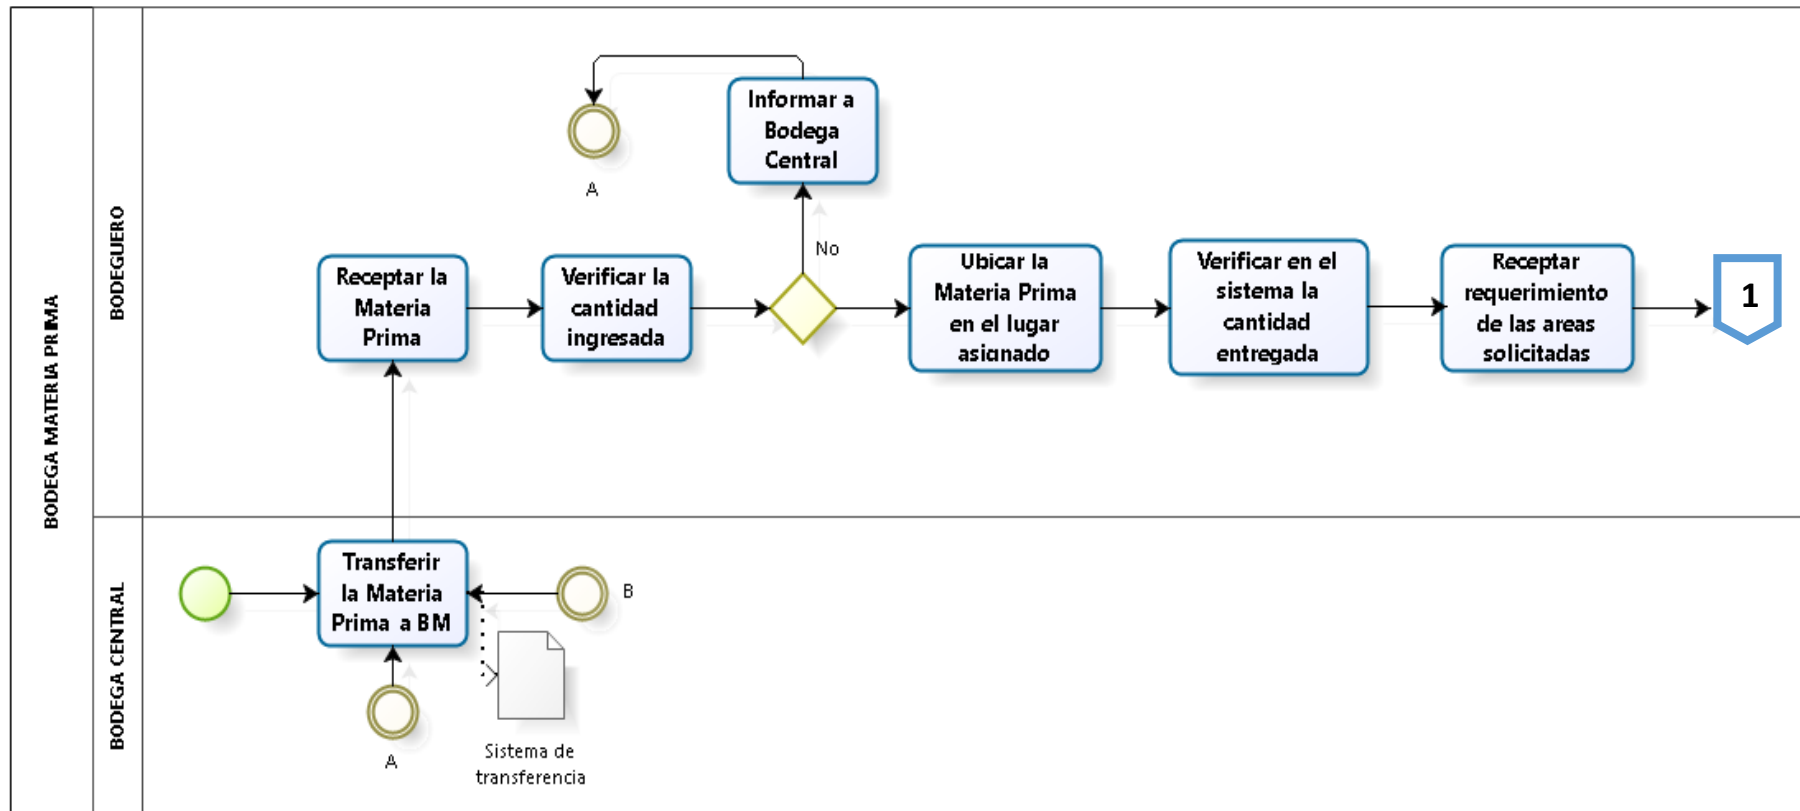 BODEGA MATERIA PRIMA
BODEGUERO
Informar a
Bodega
Central
A
No
Receptar la
Materia
Prima
Verificar la
cantidad
ingresada
Ubicar la
Materia Prima
en el lugar
asignado
Verificar en el
sistema la
cantidad
entregada
Receptar
requerimiento
de las areas
solicitadas
1
BODEGA CENTRAL
Transferir
la Materia
Prima a BM
B
A
Sistema de
transferencia